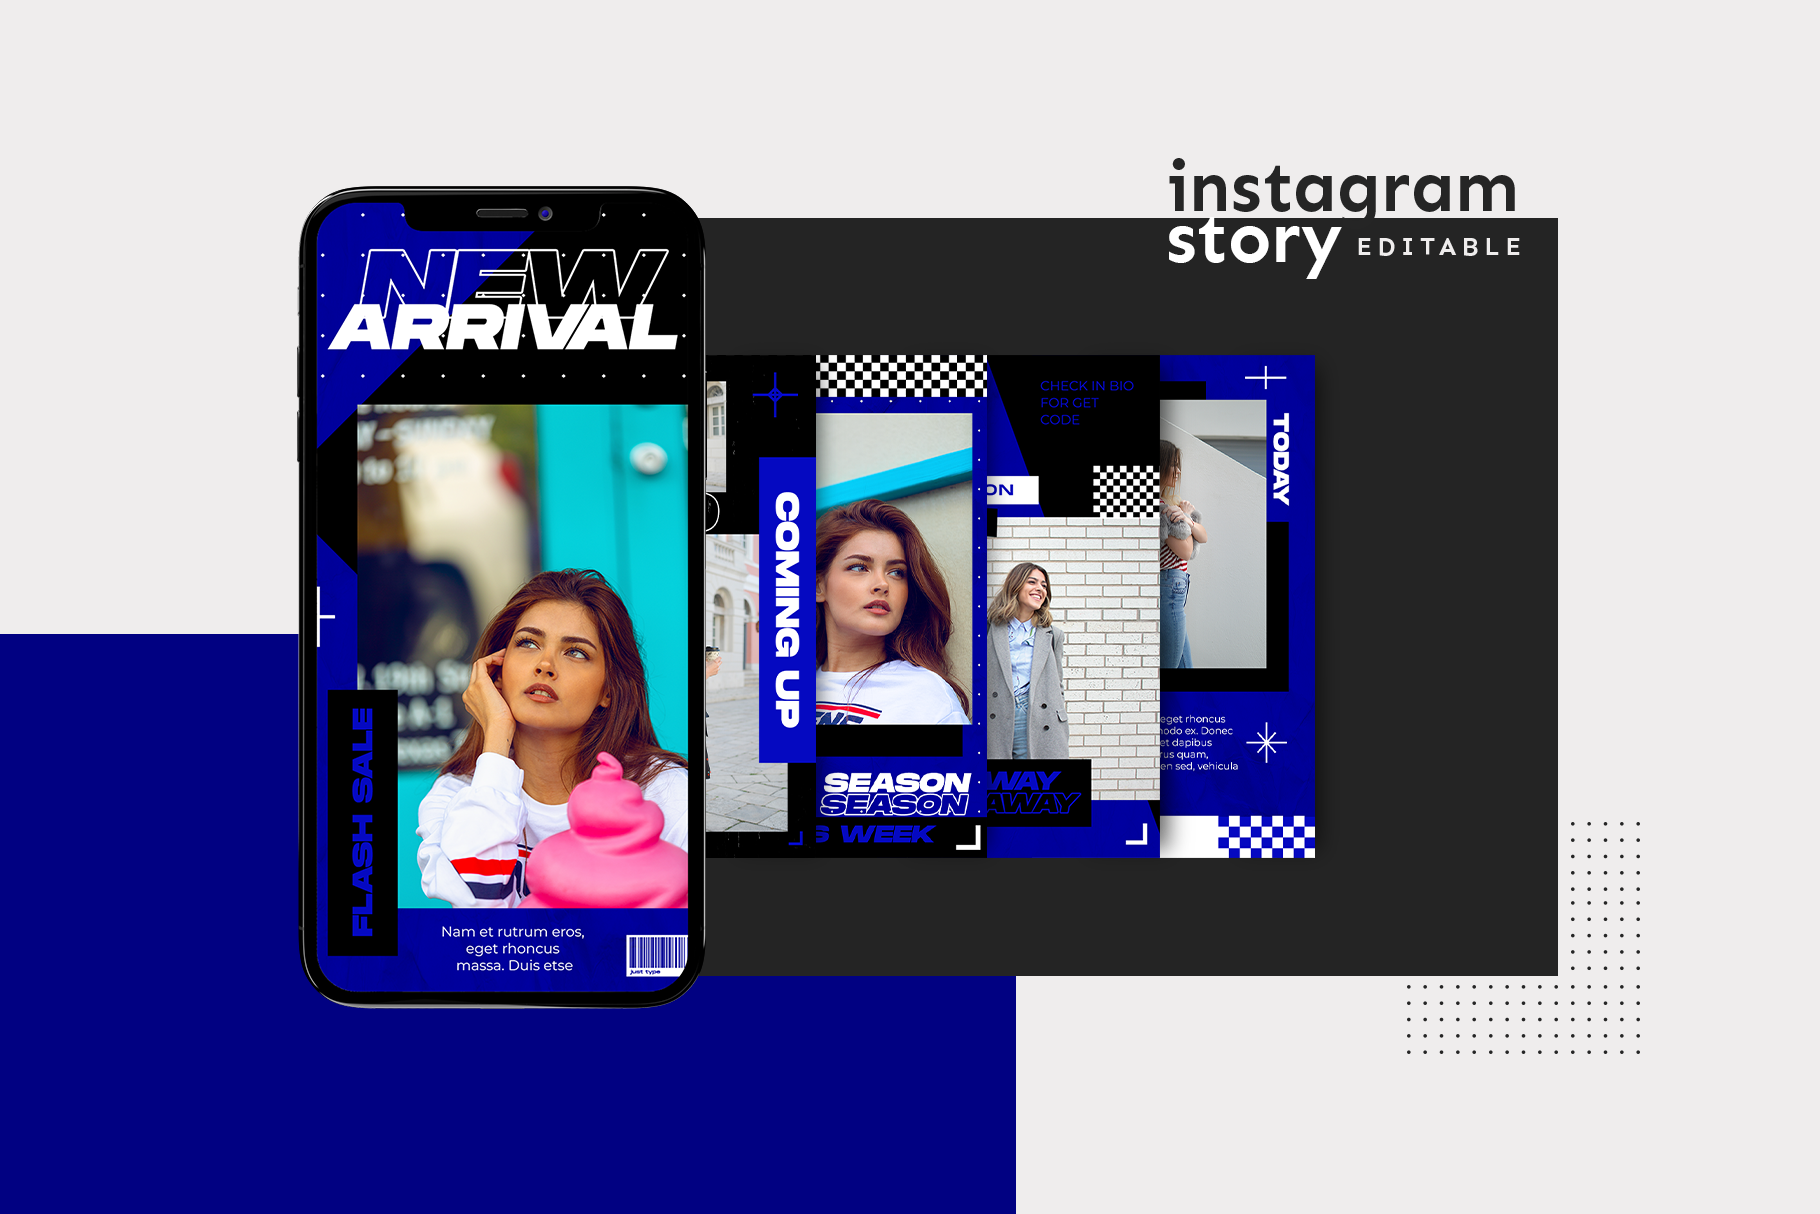 instagram
story EDITABLE
NEW
ARRIVAL
FLASH SALE
Nam et rutrum eros,
eget rhoncus
massa. Duis etse
just type
COMING UP
SEASON
SEASON
S WEEK
CHECK IN BIO
FOR GET
CODE
ON
WAY
AWAY
TODAY
eget rhoncus
odo ex. Donec
et dapibus
rus quam,
en sed, vehicula